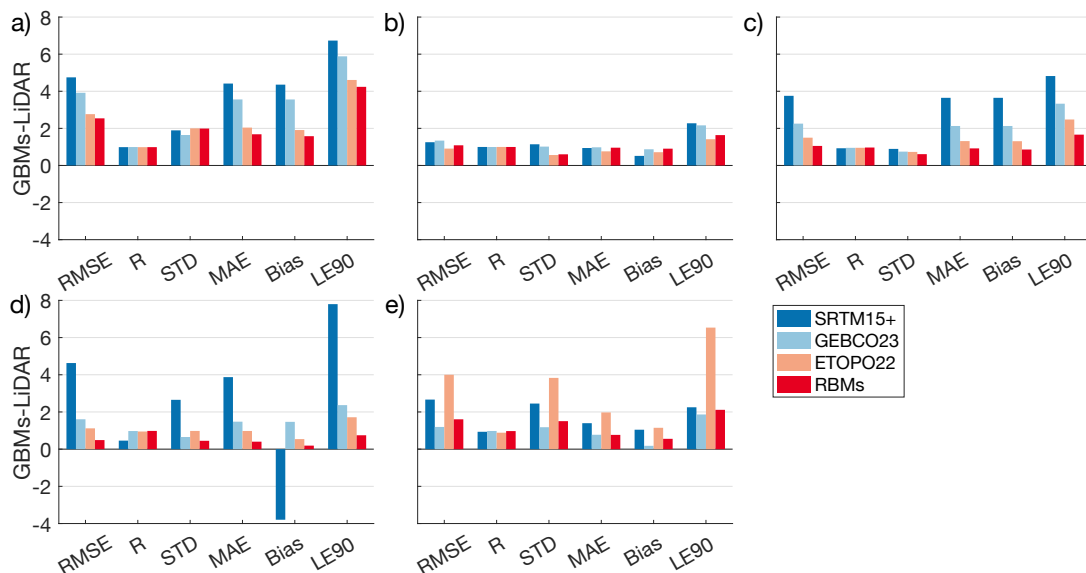 a)
8
6
4
2
0
-2
-4
GBMs-LiDAR
RMSE
R
STD
MAE
Bias
LE90
b)
RMSE
R
STD
MAE
Bias
LE90
c)
RMSE
R
STD
MAE
Bias
LE90
d)
8
6
4
2
0
-2
-4
GBMs-LiDAR
RMSE
R
STD
MAE
Bias
LE90
e)
RMSE
R
STD
MAE
Bias
LE90
SRTM15+
GEBCO23
ETOPO22
RBMs